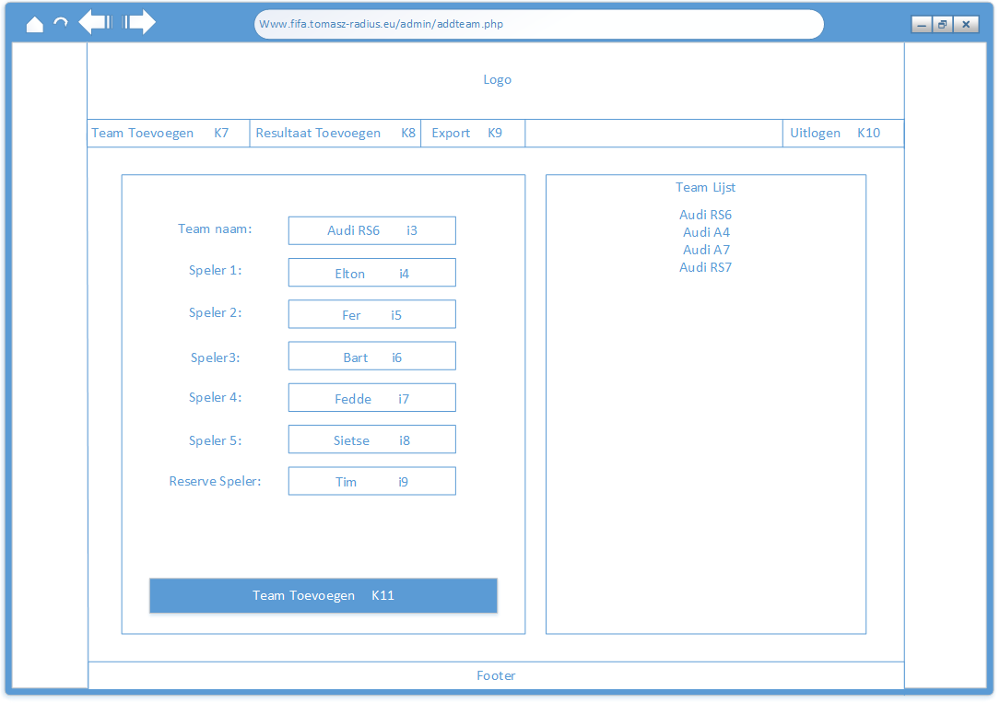 Www.fifa.tomasz-radius.eu/admin/addteam.php
Logo
Team Toevoegen K7 Resultaat Toevoegen K8 Export K9 Uitlogen K10
Team naam: Audi RS6 i3
Speler 1: Elton i4
Speler 2: Fer i5
Speler3: Bart i6
Speler 4: Fedde i7
Speler 5: Sietse i8
Reserve Speler: Tim i9
Team Toevoegen K11
Team Lijst
Audi RS6
Audi A4
Audi A7
Audi RS7
Footer